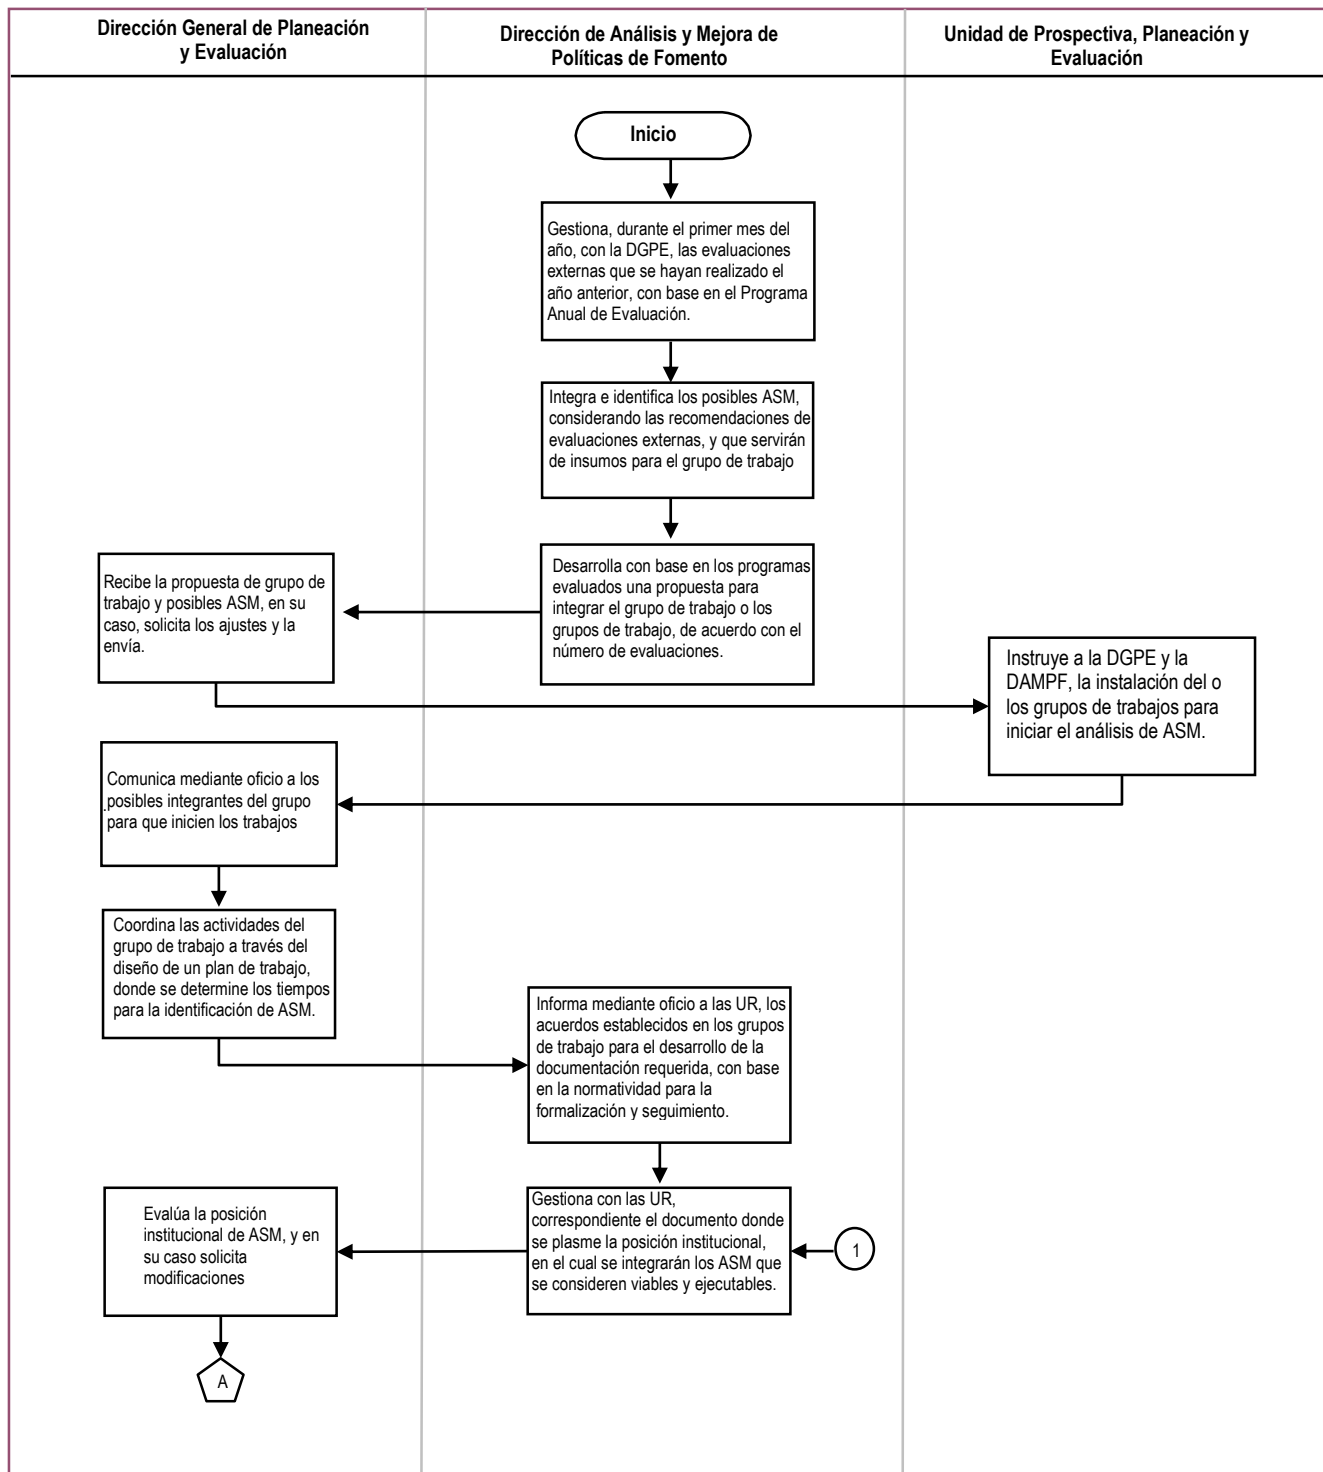 Dirección General de Planeación
y Evaluación
Dirección de Análisis y Mejora de
Políticas de Fomento
Unidad de Prospectiva, Planeación y
Evaluación
Inicio
Gestiona, durante el primer mes del
año, con la DGPE, las evaluaciones
externas que se hayan realizado el
año anterior, con base en el Programa
Anual de Evaluación.
Integra e identifica los posibles ASM,
considerando las recomendaciones de
evaluaciones externas, y que servirán
de insumos para el grupo de trabajo
Desarrolla con base en los programas
evaluados una propuesta para
integrar el grupo de trabajo o los
grupos de trabajo, de acuerdo con el
número de evaluaciones.
Recibe la propuesta de grupo de
trabajo y posibles ASM, en su
caso, solicita los ajustes y la
envía.
Instruye a la DGPE y la
DAMPF, la instalación del o
los grupos de trabajos para
iniciar el análisis de ASM.
Comunica mediante oficio a los
posibles integrantes del grupo
para que inicien los trabajos
Coordina las actividades del
grupo de trabajo a través del
diseño de un plan de trabajo,
donde se determine los tiempos
para la identificación de ASM.
Informa mediante oficio a las UR, los
acuerdos establecidos en los grupos
de trabajo para el desarrollo de la
documentación requerida, con base
en la normatividad para la
formalización y seguimiento.
Gestiona con las UR,
correspondiente el documento donde
se plasme la posición institucional,
en el cual se integrarán los ASM que
se consideren viables y ejecutables.
1
Evalúa la posición
institucional de ASM, y en
su caso solicita
modificaciones
A